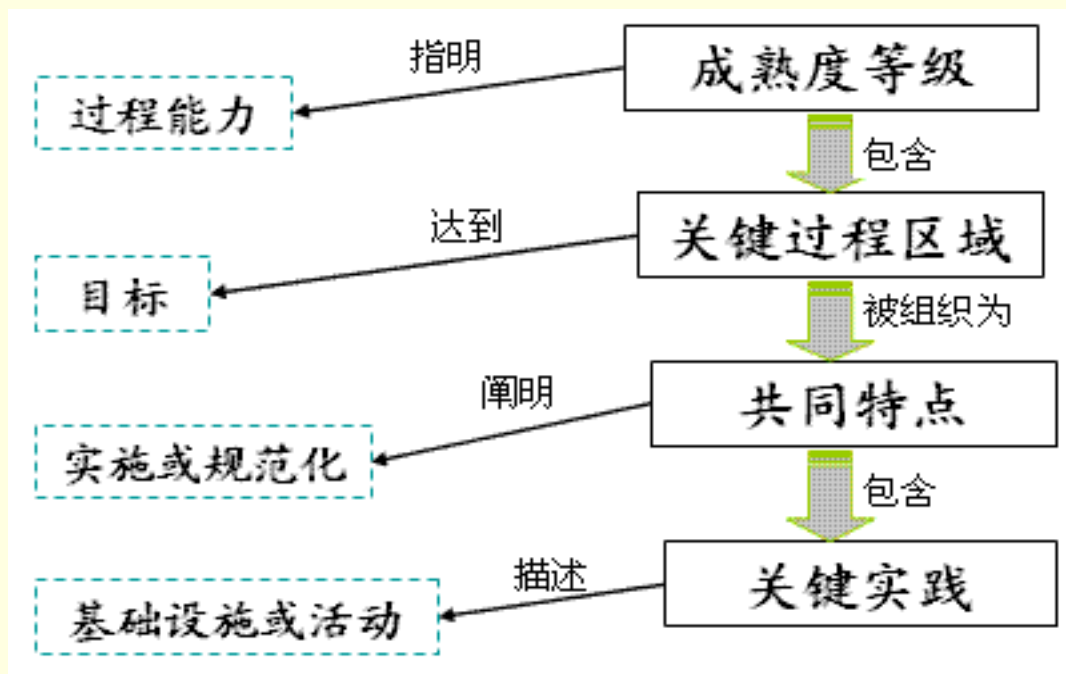 指明
成熟度等级
过程能力
包含
达到
关键过程区域
目标
被组织为
阐明
共同特点
实施或规范化
包含
描述
关键实践
基础设施或活动